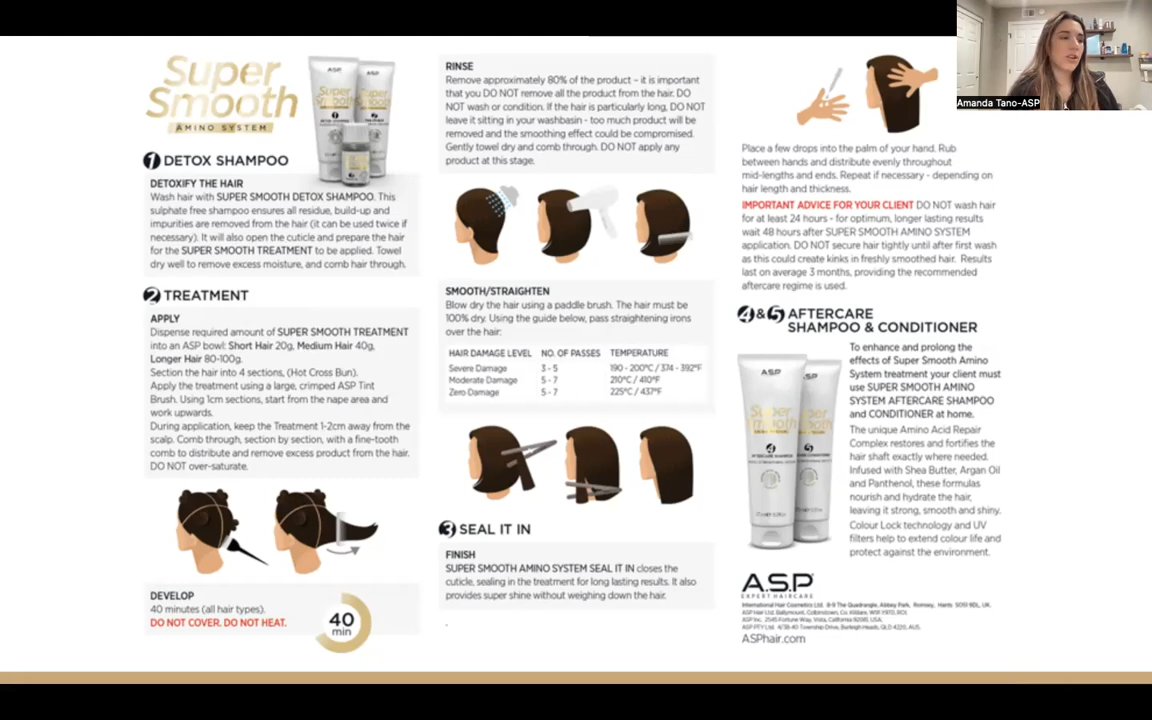 Super
Smooth
AMINO SYSTEM
1 DETOX SHAMPOO
DETOXIFY THE HAIR
Wash hair with SUPER SMOOTH DETOX SHAMPOO. This
sulphate free shampoo ensures all residue, build-up and
impurities are removed from the hair (it can be used twice if
necessary). It will also open the cuticle and prepare the hair
for the SUPER SMOOTH TREATMENT to be applied. Towel
dry well to remove excess moisture, and comb hair through.
2 TREATMENT
APPLY
Dispense required amount of SUPER SMOOTH TREATMENT
into an ASP bowl: Short Hair 20g, Medium Hair 40g,
Longer Hair 80-100g.
Section the hair into 4 sections, (Hot Cross Bun).
Apply the treatment using a large, crimped ASP Tint
Brush. Using 1cm sections, start from the nape area and
work upwards.
During application, keep the Treatment 1-2cm away from the
scalp. Comb through, section by section, with a fine-tooth
comb to distribute and remove excess product from the hair.
DO NOT over-saturate.
DEVELOP
40 minutes (all hair types).
DO NOT COVER. DO NOT HEAT.
40
min
RINSE
Remove approximately 80% of the product – it is important
that you DO NOT remove all the product from the hair. DO
NOT wash or condition. If the hair is particularly long, DO NOT
leave it sitting in your washbasin - too much product will be
removed and the smoothing effect could be compromised.
Gently towel dry and comb through. DO NOT apply any
product at this stage.
SMOOTH/STRAIGHTEN
Blow dry the hair using a paddle brush. The hair must be
100% dry. Using the guide below, pass straightening irons
over the hair:
HAIR DAMAGE LEVEL NO. OF PASSES TEMPERATURE
Severe Damage 3 - 5 190 - 200°C / 374 - 392°F
Moderate Damage 5 - 7 210°C / 410°F
Zero Damage 5 - 7 225°C / 437°F
3 SEAL IT IN
FINISH
SUPER SMOOTH AMINO SYSTEM SEAL IT IN closes the
cuticle, sealing in the treatment for long lasting results. It also
provides super shine without weighing down the hair.
Place a few drops into the palm of your hand. Rub
between hands and distribute evenly throughout
mid-lengths and ends. Repeat if necessary - depending on
hair length and thickness.
IMPORTANT ADVICE FOR YOUR CLIENT DO NOT wash hair
for at least 24 hours - for optimum, longer lasting results
wait 48 hours after SUPER SMOOTH AMINO SYSTEM
application. DO NOT secure hair tightly until after first wash
as this could create kinks in freshly smoothed hair. Results
last on average 3 months, providing the recommended
aftercare regime is used.
4&5 AFTERCARE
SHAMPOO & CONDITIONER
To enhance and prolong the
effects of Super Smooth Amino
System treatment your client must
use SUPER SMOOTH AMINO
SYSTEM AFTERCARE SHAMPOO
and CONDITIONER at home.
The unique Amino Acid Repair
Complex restores and fortifies the
hair shaft exactly where needed.
Infused with Shea Butter, Argan Oil
and Panthenol, these formulas
nourish and hydrate the hair,
leaving it strong, smooth and shiny.
Colour Lock technology and UV
filters help to extend colour life and
protect against the environment.
A.S.P
EXPERT HAIRCARE
International Hair Cosmetics Ltd. 8-9 The Quadrangle, Abbey Park, Romsey, Hants SO51 9DL, UK.
ASPhair.com
Amanda Tano-ASP